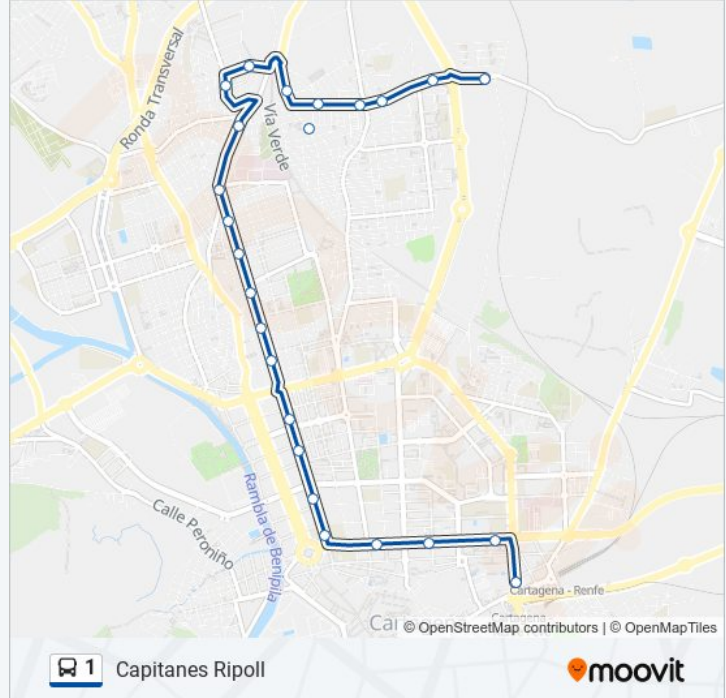 Ronda Transversal
Vía Verde
Rambla de Benipila
Calle Peroniño
Cartagena - Renfe
© OpenStreetMap contributors | © OpenMapTiles
1 Capitanes Ripoll
moovit